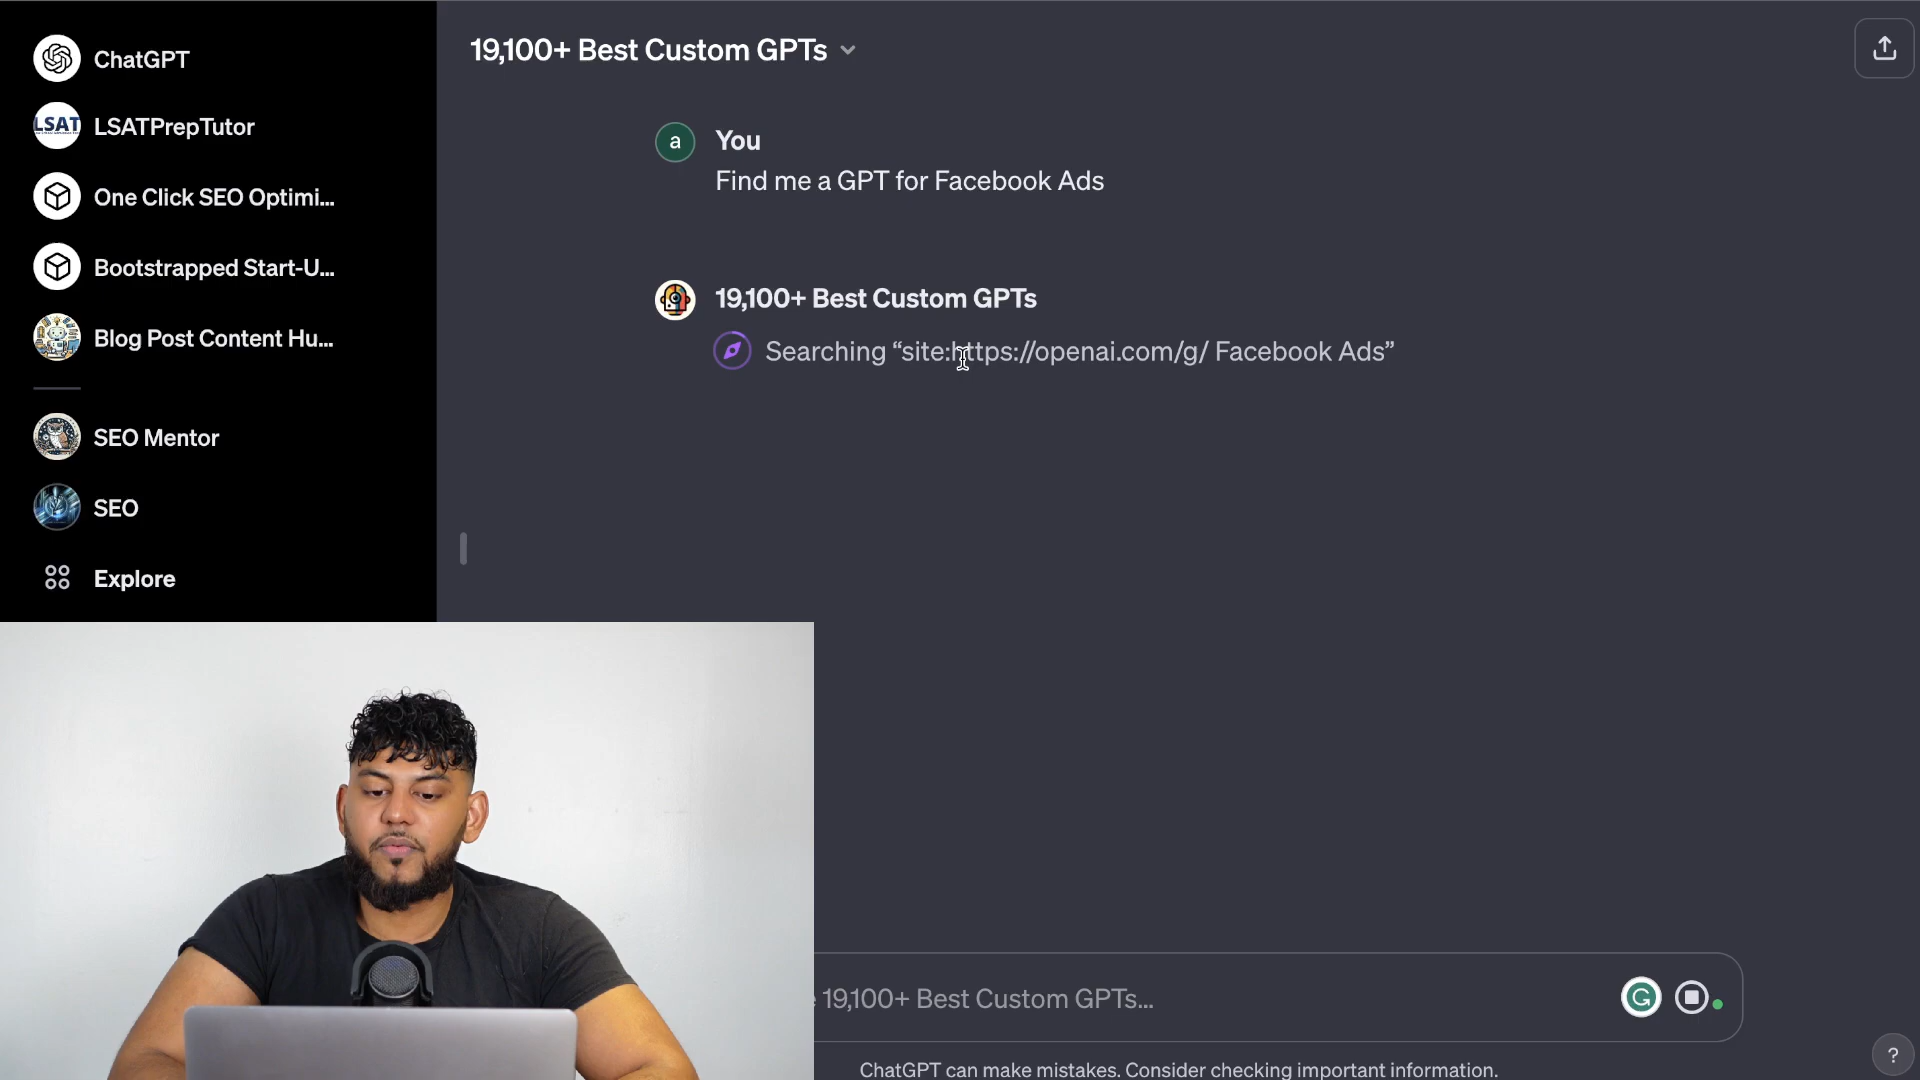 ChatGPT
LSAT
LSATPrepTutor
One Click SEO Optimi...
Bootstrapped Start-U...
Blog Post Content Hu...
SEO Mentor
SEO
Explore
19,100+ Best Custom GPTs
a
You
Find me a GPT for Facebook Ads
19,100+ Best Custom GPTs
Searching “site:https://openai.com/g/ Facebook Ads”
19,100+ Best Custom GPTs...
G
ChatGPT can make mistakes. Consider checking important information.
?